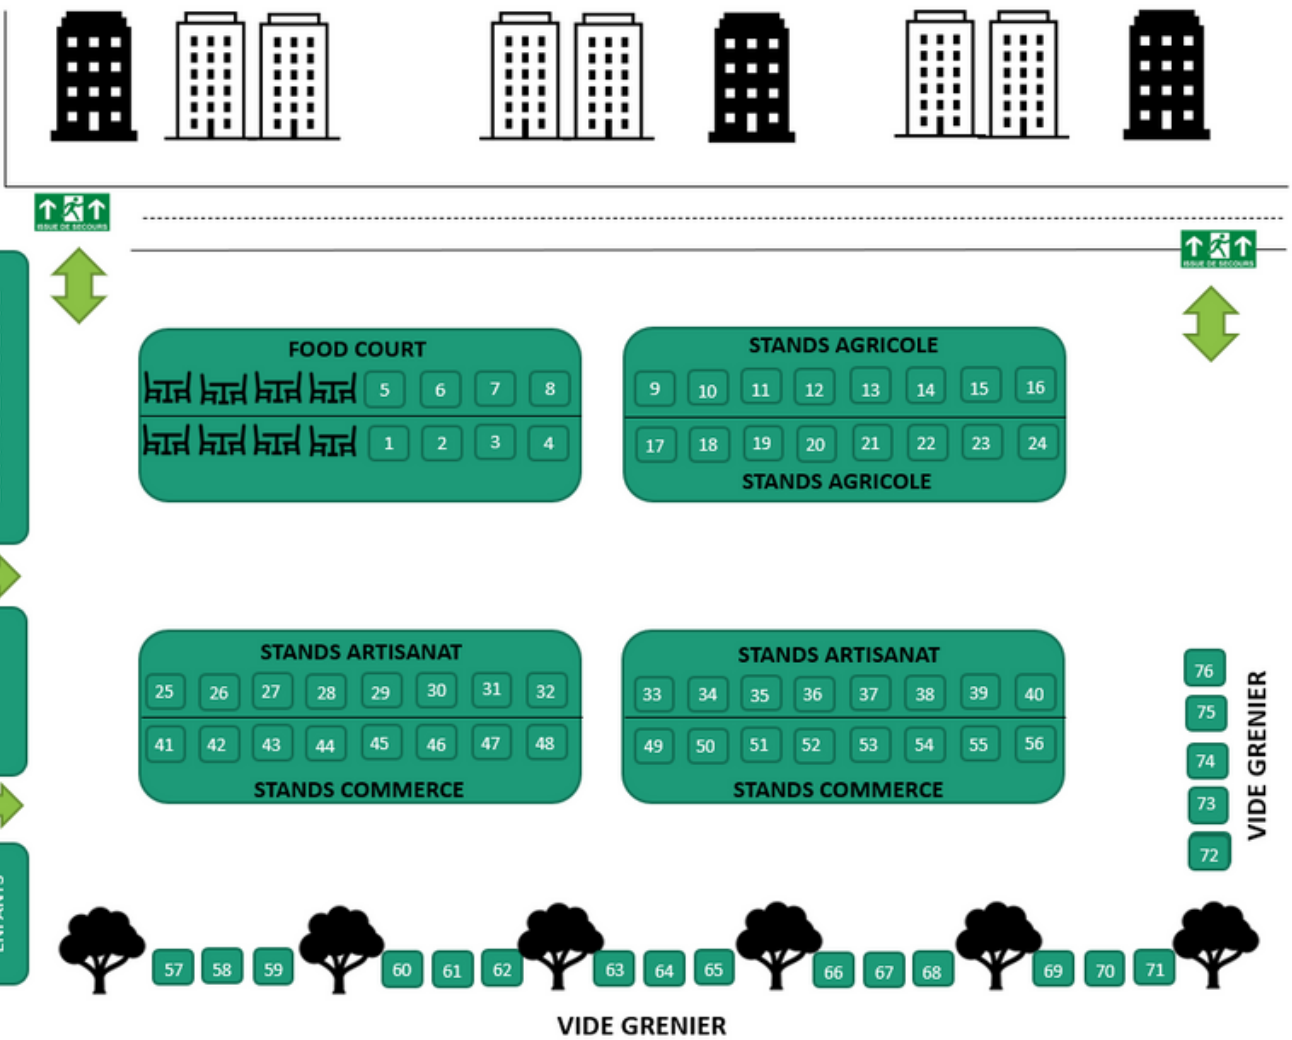 ISSUE DE SECOURS
ISSUE DE SECOURS
FOOD COURT
5 6 7 8
1 2 3 4
STANDS AGRICOLE
9 10 11 12 13 14 15 16
17 18 19 20 21 22 23 24
STANDS AGRICOLE
STANDS ARTISANAT
25 26 27 28 29 30 31 32
41 42 43 44 45 46 47 48
STANDS COMMERCE
STANDS ARTISANAT
33 34 35 36 37 38 39 40
49 50 51 52 53 54 55 56
STANDS COMMERCE
76
75
74
73
72
VIDE GRENIER
ENFANTS
57 58 59 60 61 62 63 64 65 66 67 68 69 70 71
VIDE GRENIER